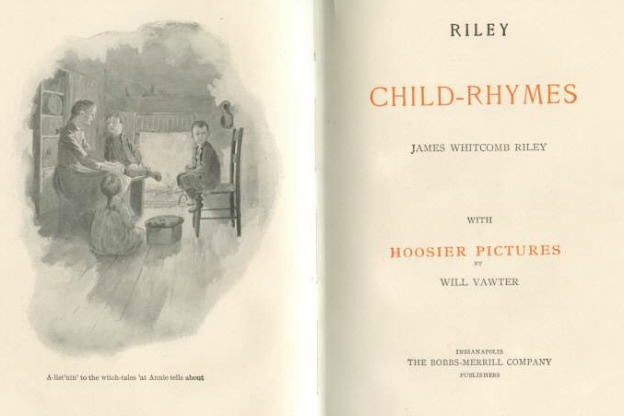 A-list'nin' to the witch-tales 'at Annie tells about
RILEY
CHILD-RHYMES
JAMES WHITCOMB RILEY
WITH
HOOSIER PICTURES
BY
WILL VAWTER
INDIANAPOLIS
THE BOBBS-MERRILL COMPANY
PUBLISHERS